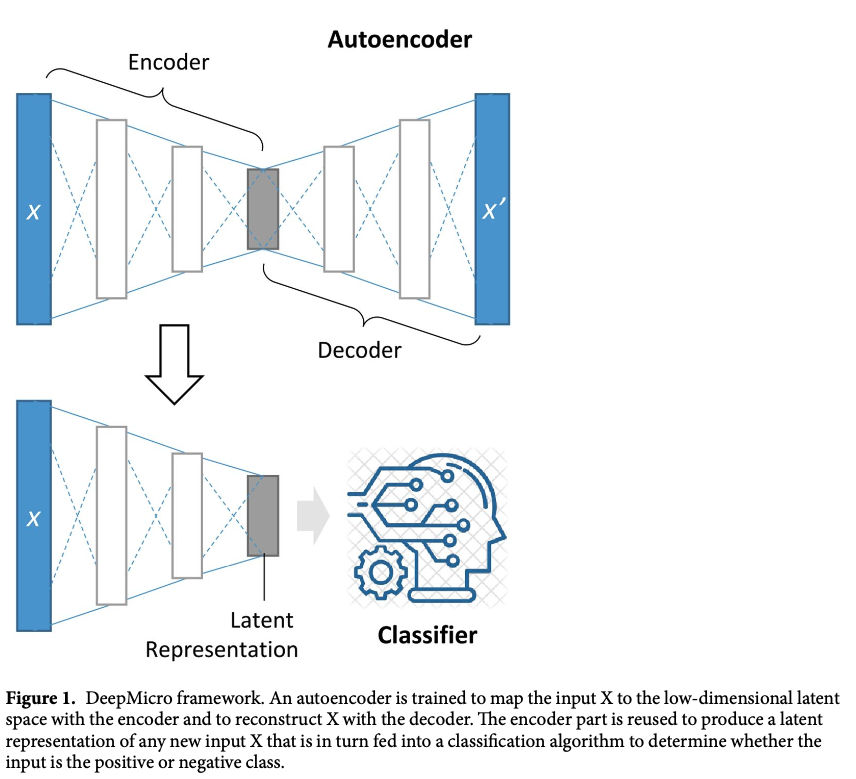 Autoencoder
Encoder
X
X′
Decoder
X
Latent
Representation
Classifier
Figure 1. DeepMicro framework. An autoencoder is trained to map the input X to the low-dimensional latent
space with the encoder and to reconstruct X with the decoder. The encoder part is reused to produce a latent
representation of any new input X that is in turn fed into a classification algorithm to determine whether the
input is the positive or negative class.